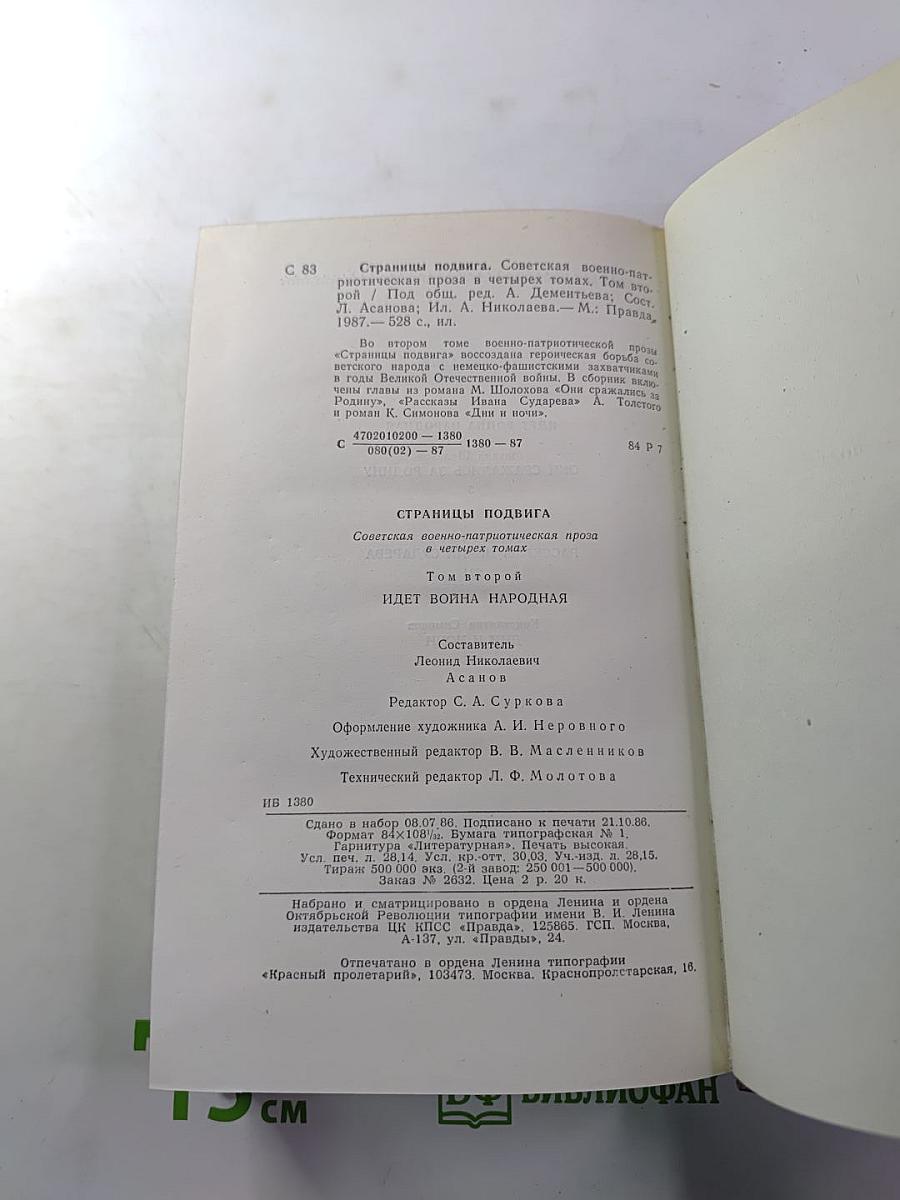 С 83 Страницы подвига. Советская военно-пат-
риотическая проза в четырех томах. Том вто-
рой / Под общ. ред. А. Дементьева; Сост.
Л. Асанова; Ил. А. Николаева.— М.: Правда,
1987.— 528 с., ил.
Во втором томе военно-патриотической прозы
«Страницы подвига» воссоздана героическая борьба со-
ветского народа с немецко-фашистскими захватчиками
в годы Великой Отечественной войны. В сборник вклю-
чены главы из романа М. Шолохова «Они сражались за
Родину», «Рассказы Ивана Сударева» А. Толстого
и роман К. Симонова «Дни и ночи».
С 4702010200 — 1380 1380 — 87
080(02) — 87
84 Р 7
СТРАНИЦЫ ПОДВИГА
Советская военно-патриотическая проза
в четырех томах
Том второй
ИДЕТ ВОЙНА НАРОДНАЯ
Составитель
Леонид Николаевич
Асанов
Редактор С. А. Суркова
Оформление художника А. И. Неровного
Художественный редактор В. В. Масленников
Технический редактор Л. Ф. Молотова
ИБ 1380
Сдано в набор 08.07.86. Подписано к печати 21.10.86.
Формат 84×108¹/₃₂. Бумага типографская № 1.
Гарнитура «Литературная». Печать высокая.
Усл. печ. л. 28,14. Усл. кр.-отт. 30,03. Уч.-изд. л. 28,15.
Тираж 500 000 экз. (2-й завод: 250 001—500 000).
Заказ № 2632. Цена 2 р. 20 к.
Набрано и сматрицировано в ордена Ленина и ордена
Октябрьской Революции типографии имени В. И. Ленина
издательства ЦК КПСС «Правда». 125865. ГСП. Москва,
А-137, ул. «Правды», 24.
Отпечатано в ордена Ленина типографии
«Красный пролетарий», 103473. Москва. Краснопролетарская, 16.
см
БФ БИБЛИОФАН